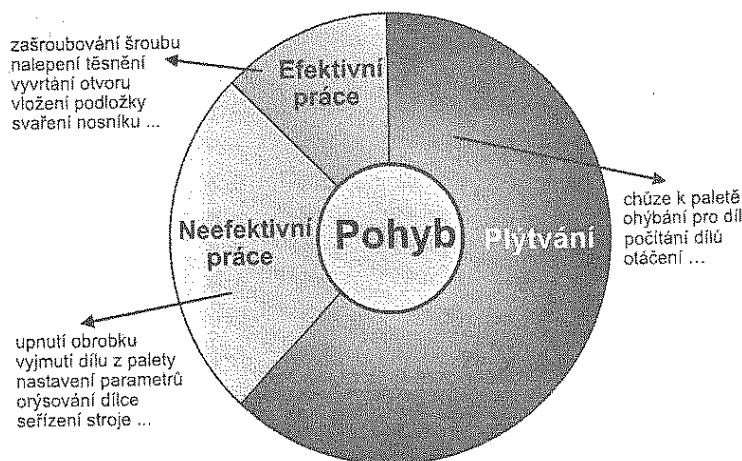 zašroubování šroubu
nalepení těsnění
vyvrtání otvoru
vložení podložky
svaření nosníku ...
Efektivní
práce
chůze k paletě
ohýbání pro díl
počítání dílů
otáčení ...
Neefektivní
práce
Pohyb
Plýtvání
upnutí obrobku
vyjmutí dílu z palety
nastavení parametrů
orýsování dílce
seřízení stroje ...